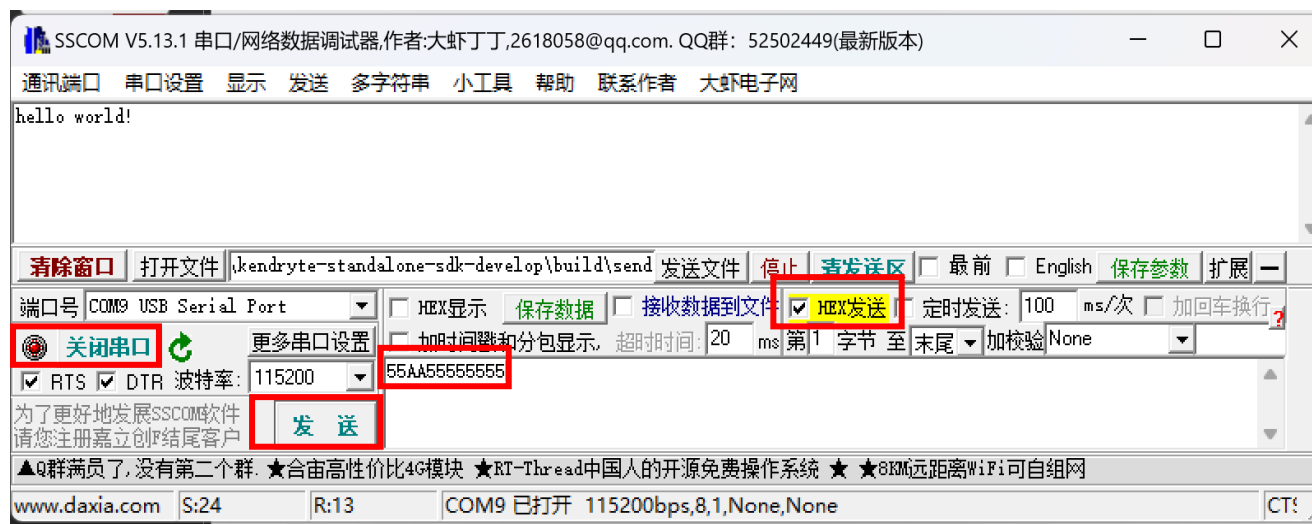 SSCOM V5.13.1 串口/网络数据调试器,作者:大虾丁丁,2618058@qq.com. QQ群: 52502449(最新版本)
通讯端口 串口设置 显示 发送 多字符串 小工具 帮助 联系作者 大虾电子网
hello world!
清除窗口 打开文件 \kendryte-standalone-sdk-develop\build\send 发送文件 停止 清发送区 最前 English 保存参数 扩展 —
端口号 COM9 USB Serial Port HEX显示 保存数据 接收数据到文件 HEX发送 定时发送: 100 ms/次 加回车换行 ?
关闭串口 更多串口设置 加时间戳和分包显示, 超时时间: 20 ms 第1 字节 至 末尾 加校验 None
RTS DTR 波特率: 115200 55AA55555555
为了更好地发展SSCOM软件
请您注册嘉立创F结尾客户 发 送
▲Q群满员了,没有第二个群. ★合宙高性价比4G模块 ★RT-Thread中国人的开源免费操作系统 ★ ★8KM远距离WiFi可自组网
www.daxia.com S:24 R:13 COM9 已打开 115200bps,8,1,None,None